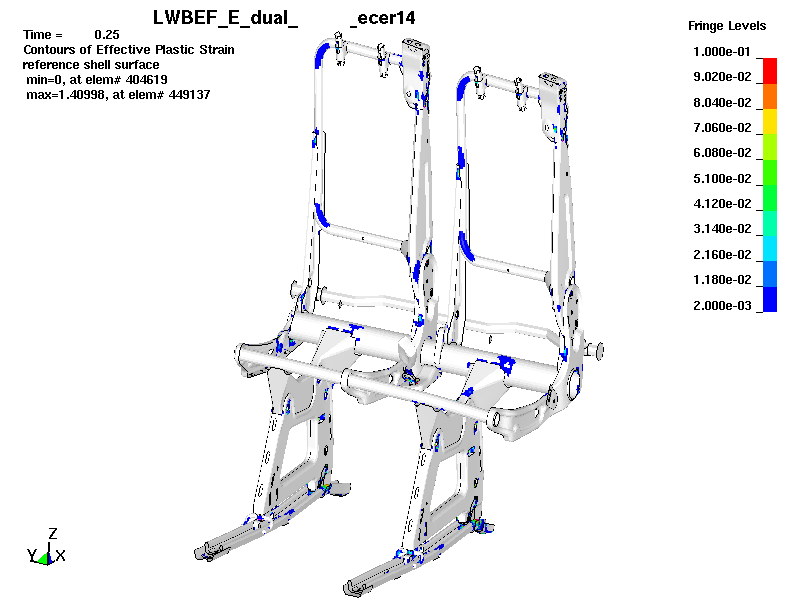 LWBEF_E_dual_ _ecer14
Time = 0.25
Contours of Effective Plastic Strain
reference shell surface
min=0, at elem# 404619
max=1.40998, at elem# 449137
Fringe Levels
1.000e-01
9.020e-02
8.040e-02
7.060e-02
6.080e-02
5.100e-02
4.120e-02
3.140e-02
2.160e-02
1.180e-02
2.000e-03
Z
Y X